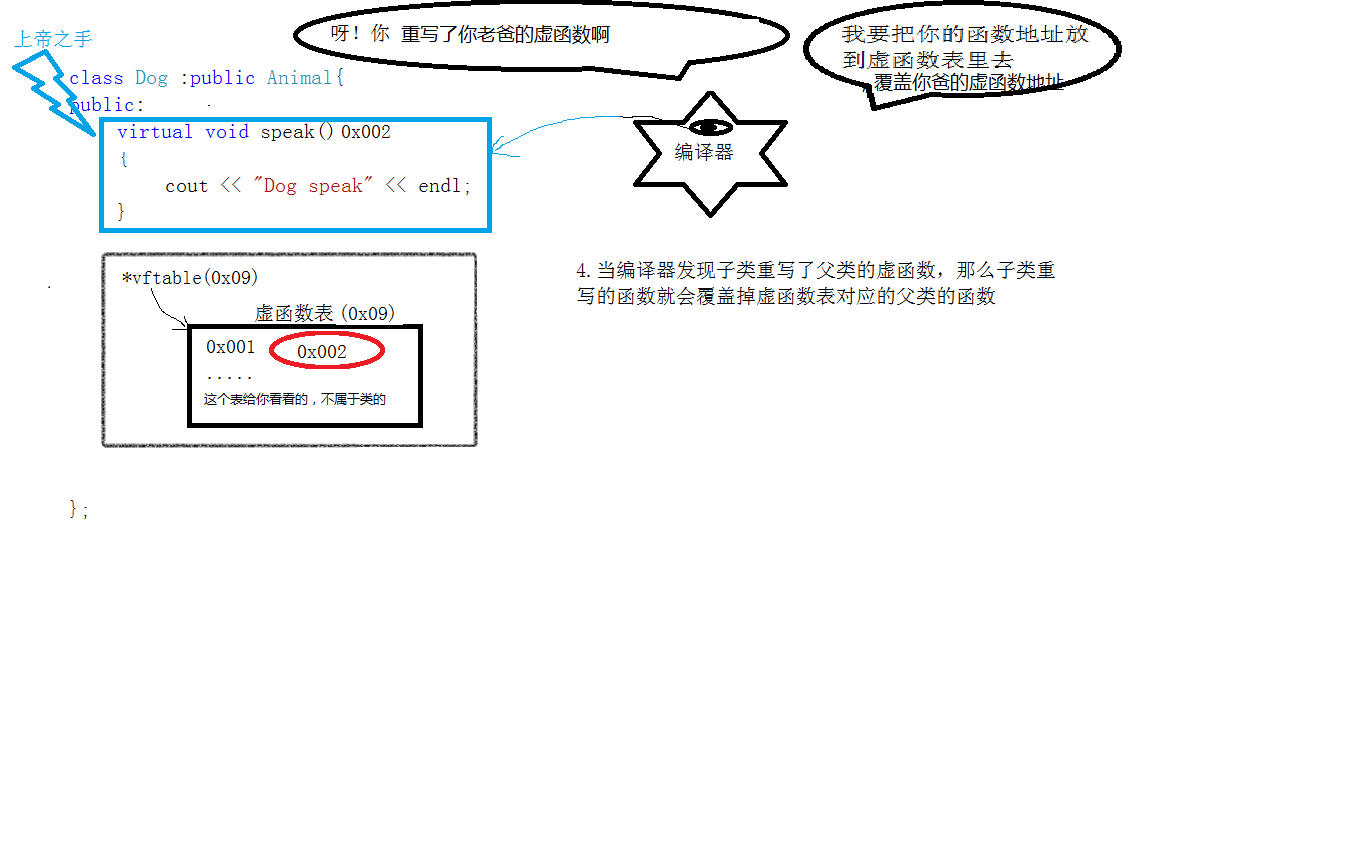 上帝之手
呀！你 重写了你老爸的虚函数啊
我要把你的函数地址放
到虚函数表里去
，覆盖你爸的虚函数地址
class Dog :public Animal{
public:
virtual void speak() 0x002
{
cout << "Dog speak" << endl;
}
编译器
*vftable(0x09)
虚函数表(0x09)
0x001 0x002
.....
这个表给你看看的，不属于类的
4.当编译器发现子类重写了父类的虚函数，那么子类重
写的函数就会覆盖掉虚函数表对应的父类的函数
};